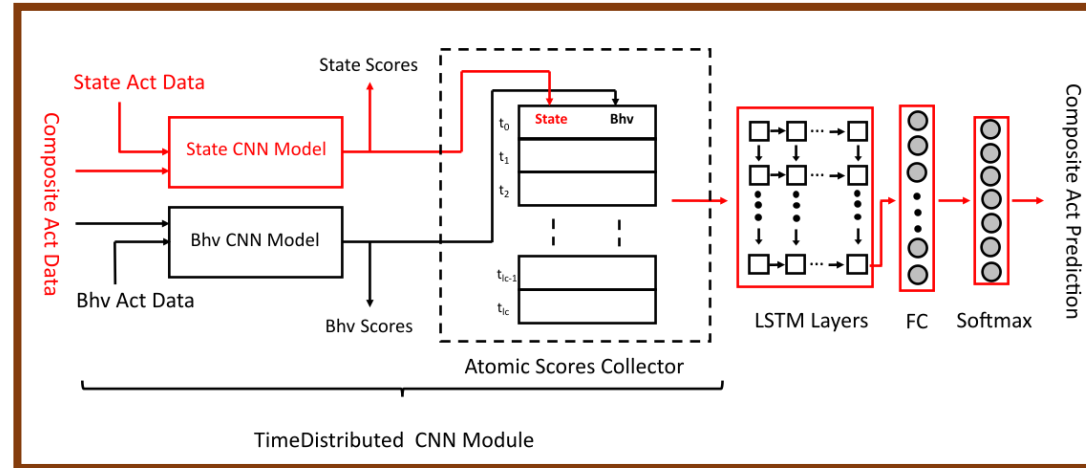 State Scores
State Act Data
Composite Act Data
State CNN Model
Bhv CNN Model
Bhv Act Data
Bhv Scores
State Bhv
t0
t1
t2
tlc-1
tlc
Atomic Scores Collector
TimeDistributed CNN Module
...
...
...
LSTM Layers
FC
Softmax
Composite Act Prediction